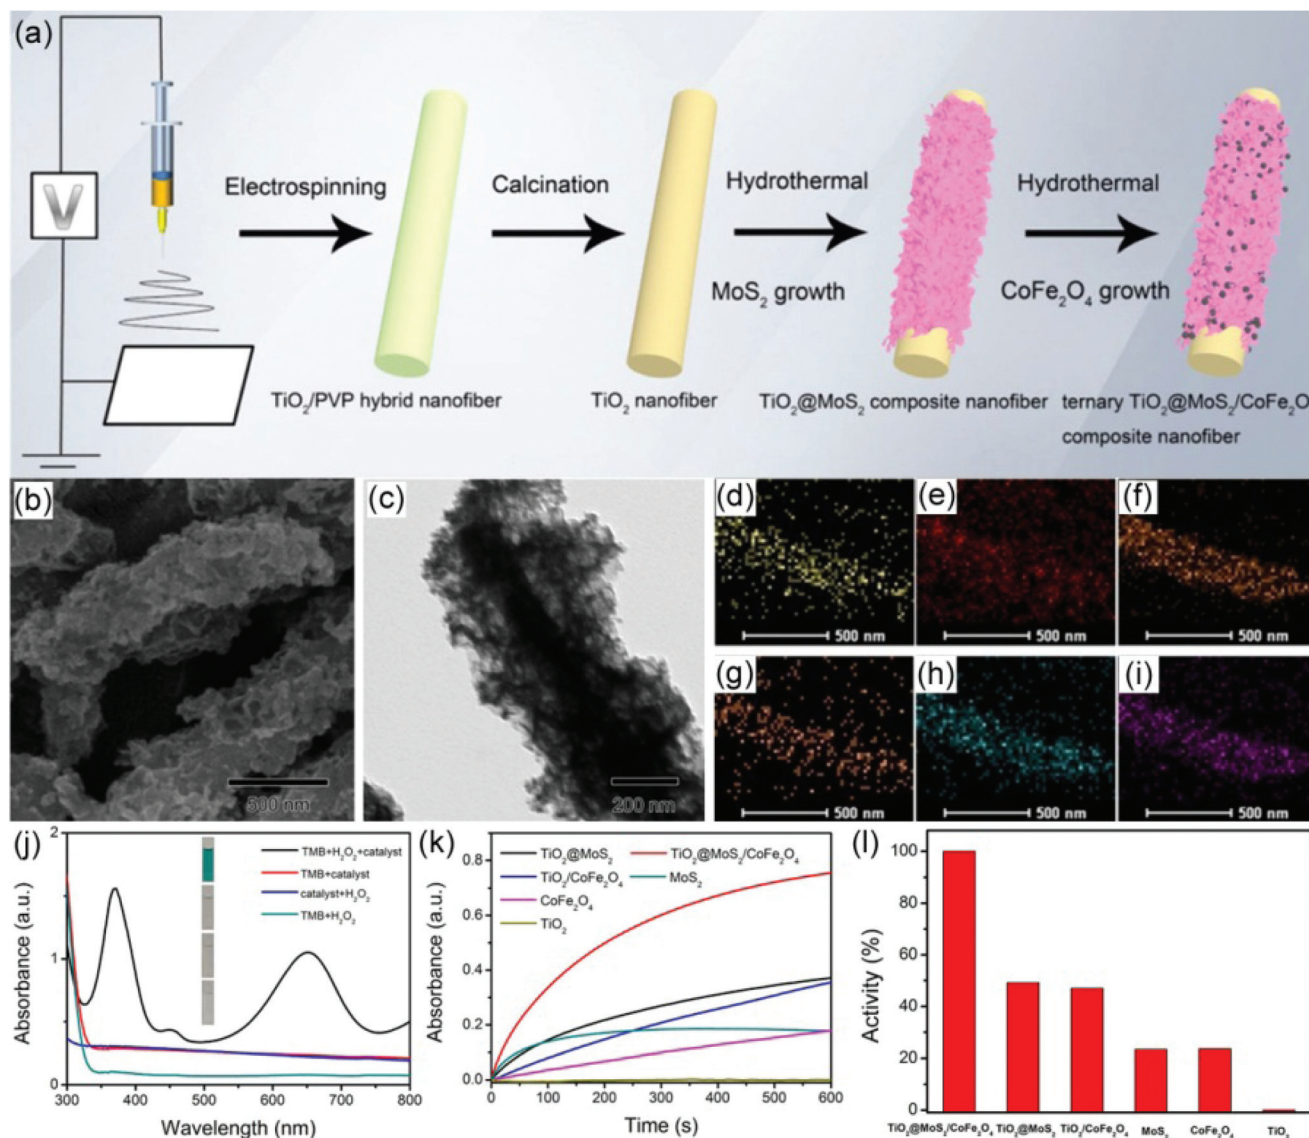 (a)
V
Electrospinning
Calcination
Hydrothermal
Hydrothermal
MoS₂ growth
CoFe₂O₄ growth
TiO₂/PVP hybrid nanofiber
TiO₂ nanofiber
TiO₂@MoS₂ composite nanofiber
ternary TiO₂@MoS₂/CoFe₂O
composite nanofiber
(b)
500 nm
(c)
200 nm
(d)
500 nm
(e)
500 nm
(f)
500 nm
(g)
500 nm
(h)
500 nm
(i)
500 nm
(j)
TMB+H₂O₂+catalyst
TMB+catalyst
catalyst+H₂O₂
TMB+H₂O₂
Absorbance (a.u.)
2
1
0
300 400 500 600 700 800
Wavelength (nm)
(k)
TiO₂@MoS₂
TiO₂@MoS₂/CoFe₂O₄
TiO₂/CoFe₂O₄
MoS₂
CoFe₂O₄
TiO₂
Absorbance (a.u.)
0.8
0.6
0.4
0.2
0.0
0 100 200 300 400 500 600
Time (s)
(l)
Activity (%)
100
80
60
40
20
0
TiO₂@MoS₂/CoFe₂O₄ TiO₂@MoS₂ TiO₂/CoFe₂O₄ MoS₂ CoFe₂O₄ TiO₂